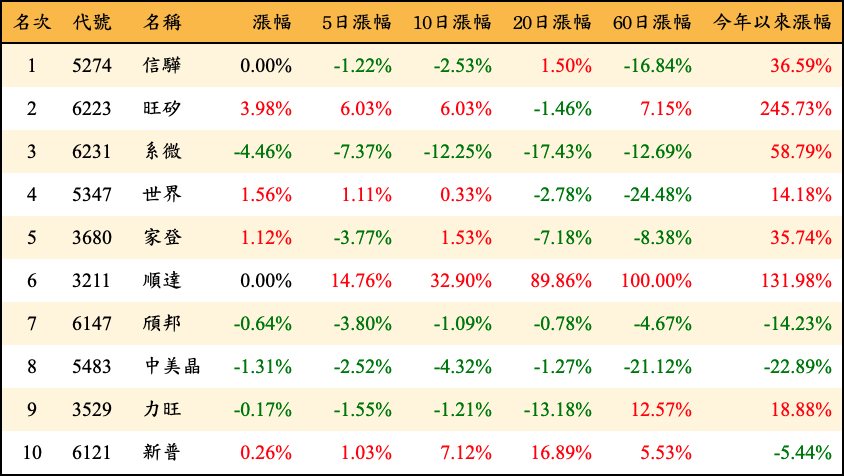 名次 代號 名稱 漲幅 5日漲幅 10日漲幅 20日漲幅 60日漲幅 今年以來漲幅
1 5274 信驊 0.00% -1.22% -2.53% 1.50% -16.84% 36.59%
2 6223 旺矽 3.98% 6.03% 6.03% -1.46% 7.15% 245.73%
3 6231 系微 -4.46% -7.37% -12.25% -17.43% -12.69% 58.79%
4 5347 世界 1.56% 1.11% 0.33% -2.78% -24.48% 14.18%
5 3680 家登 1.12% -3.77% 1.53% -7.18% -8.38% 35.74%
6 3211 順達 0.00% 14.76% 32.90% 89.86% 100.00% 131.98%
7 6147 頎邦 -0.64% -3.80% -1.09% -0.78% -4.67% -14.23%
8 5483 中美晶 -1.31% -2.52% -4.32% -1.27% -21.12% -22.89%
9 3529 力旺 -0.17% -1.55% -1.21% -13.18% 12.57% 18.88%
10 6121 新普 0.26% 1.03% 7.12% 16.89% 5.53% -5.44%